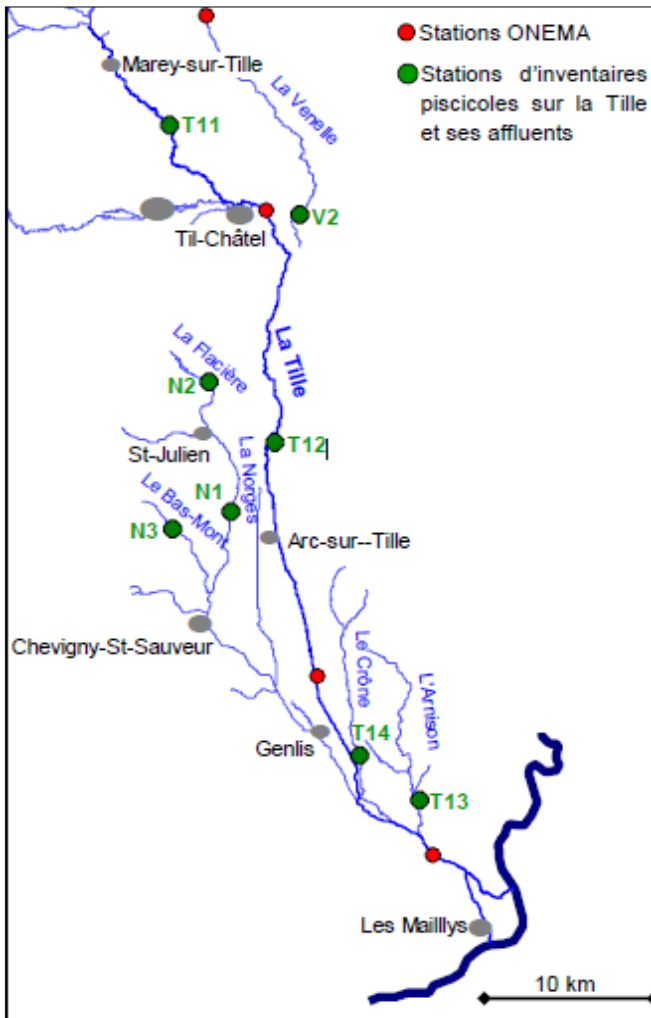 Stations ONEMA
Stations d'inventaires
piscicoles sur la Tille
et ses affluents
Marey-sur-Tille
La Venelle
T11
V2
Til-Châtel
La Flacière
La Tille
N2
St-Julien
T12
La Norges
N1
Le Bas-Mont
N3
Arc-sur--Tille
Chevigny-St-Sauveur
Le Crône
L'Arnison
T14
Genlis
T13
Les Mailllys
10 km